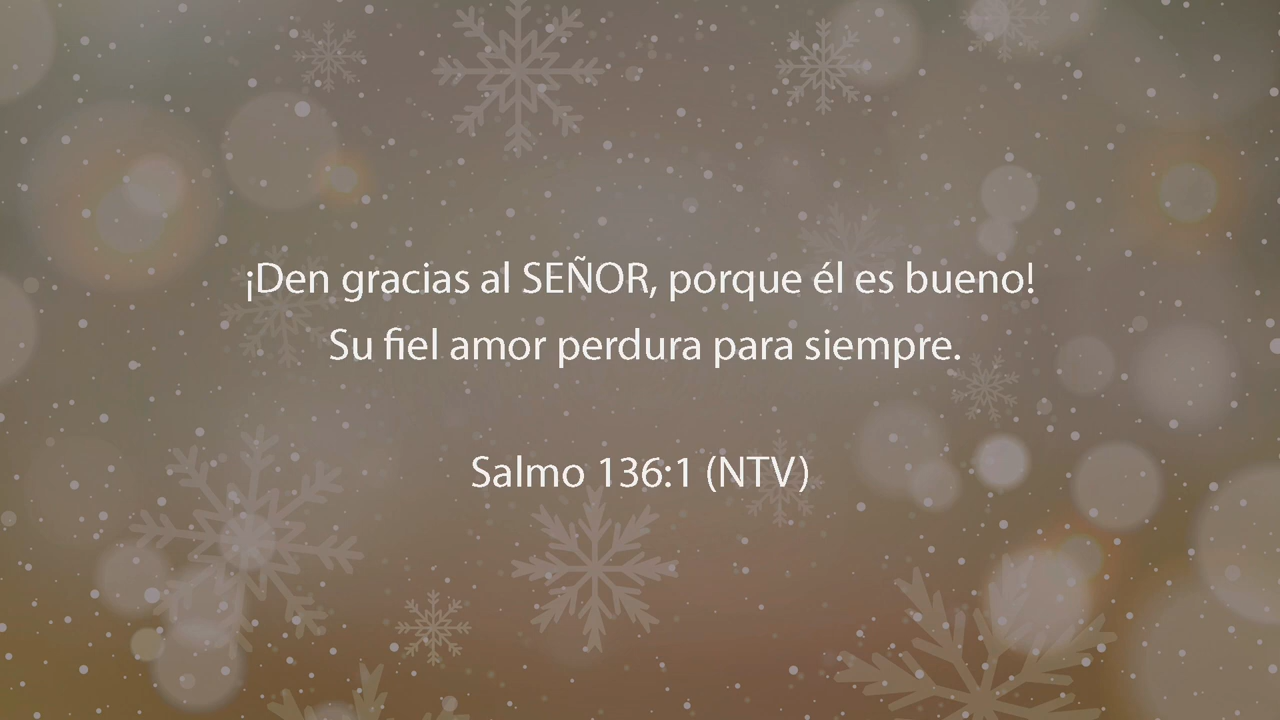 ¡Den gracias al SEÑOR, porque él es bueno!
Su fiel amor perdura para siempre.
Salmo 136:1 (NTV)